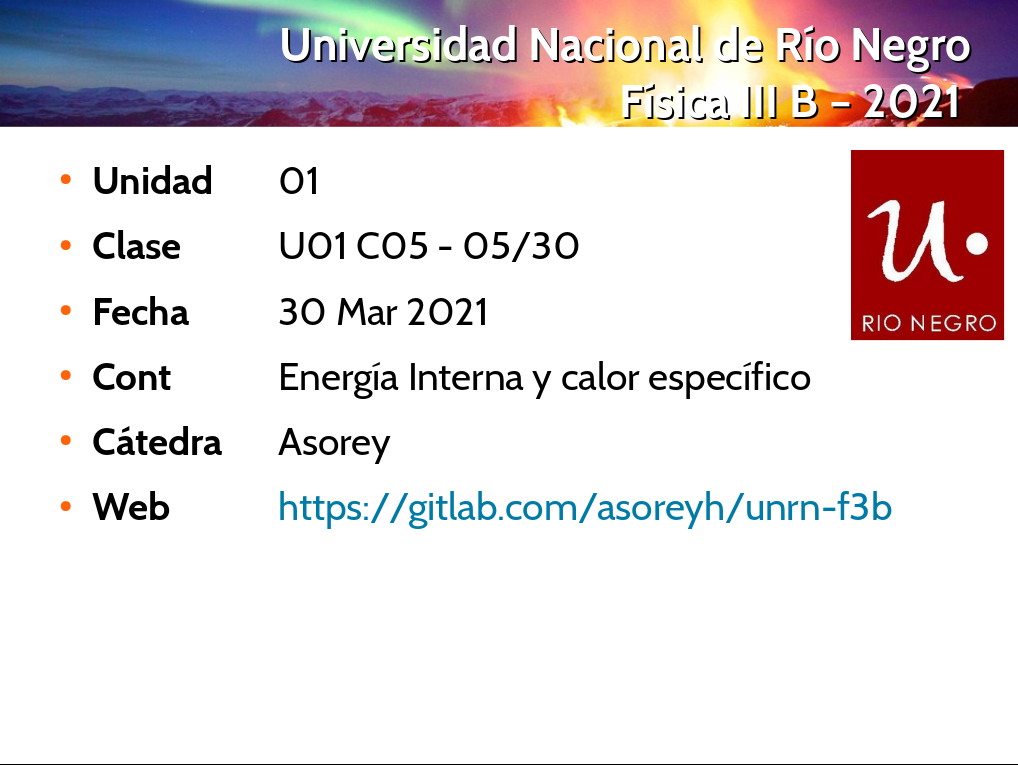 Universidad Nacional de Río Negro
Física III B – 2021
• Unidad 01
• Clase U01 C05 - 05/30
• Fecha 30 Mar 2021
• Cont Energía Interna y calor específico
• Cátedra Asorey
• Web https://gitlab.com/asoreyh/unrn-f3b
U.
RIO NEGRO